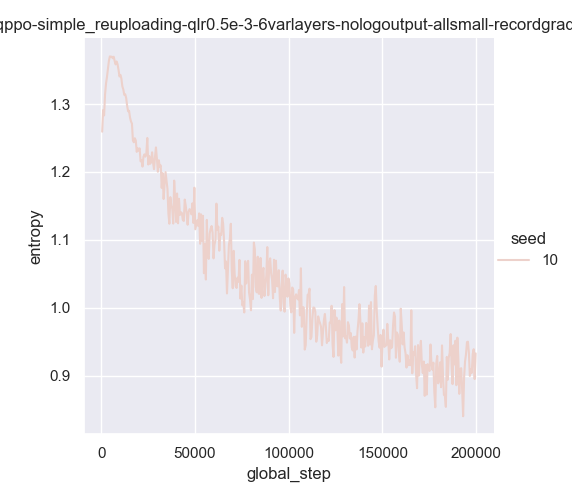 qppo-simple_reuploading-qlr0.5e-3-6varlayers-nologoutput-allsmall-recordgrad
1.3
1.2
1.1
1.0
0.9
entropy
0
50000
100000
150000
200000
global_step
seed
10